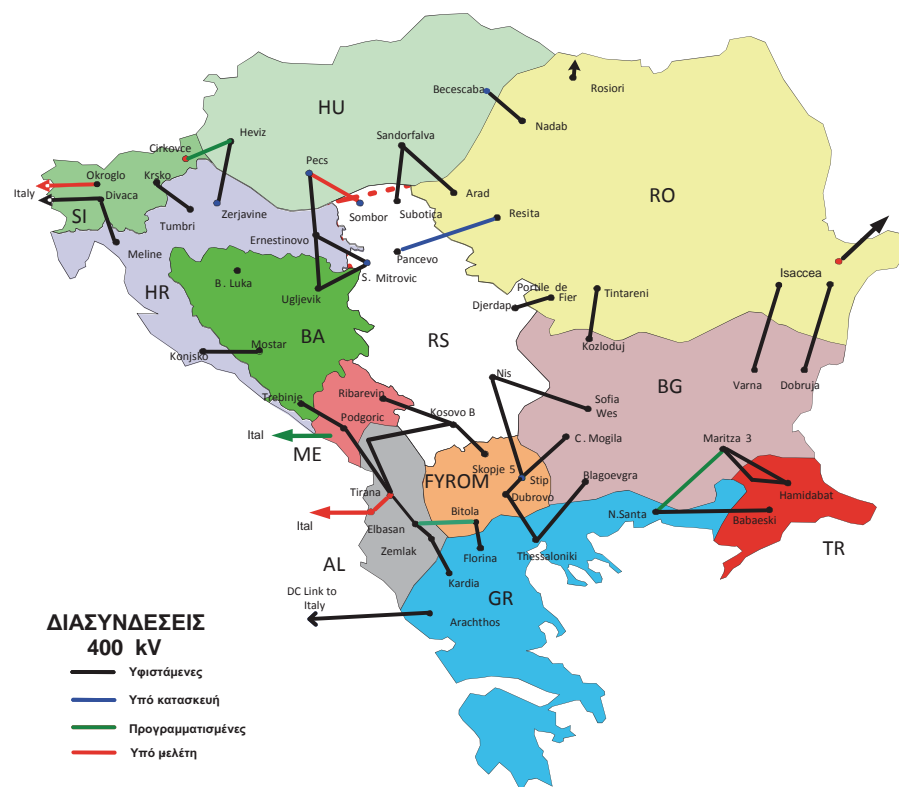 Rosiori
Becescaba
HU
Nadab
Heviz
Sandorfalva
Cirkovce
Pecs
Okroglo
Krsko
Italy
Divaca
Arad
RO
SI
Zerjavine
Sombor
Subotica
Resita
Tumbri
Ernestinovo
Meline
Pancevo
S. Mitrovic
B. Luka
Isaccea
HR
Ugljevik
Portile de
Fier
Tintareni
Djerdap
BA
RS
Mostar
Konjsko
Kozloduj
Nis
BG
Varna
Dobruja
Trebinje
Ribarevin
Sofia
Wes
Podgoric
Kosovo B
Ital
C. Mogila
Maritza 3
ME
Skopje 5
FYROM
Stip
Blagoevgra
Tirana
Dubrovo
Hamidabat
Ital
Bitola
N.Santa
Babaeski
Elbasan
Zemlak
Florina
Thessaloniki
TR
AL
Kardia
DC Link to
Italy
GR
Arachthos
ΔΙΑΣΥΝΔΕΣΕΙΣ
400 kV
Υφιστάμενες
Υπό κατασκευή
Προγραμματισμένες
Υπό μελέτη